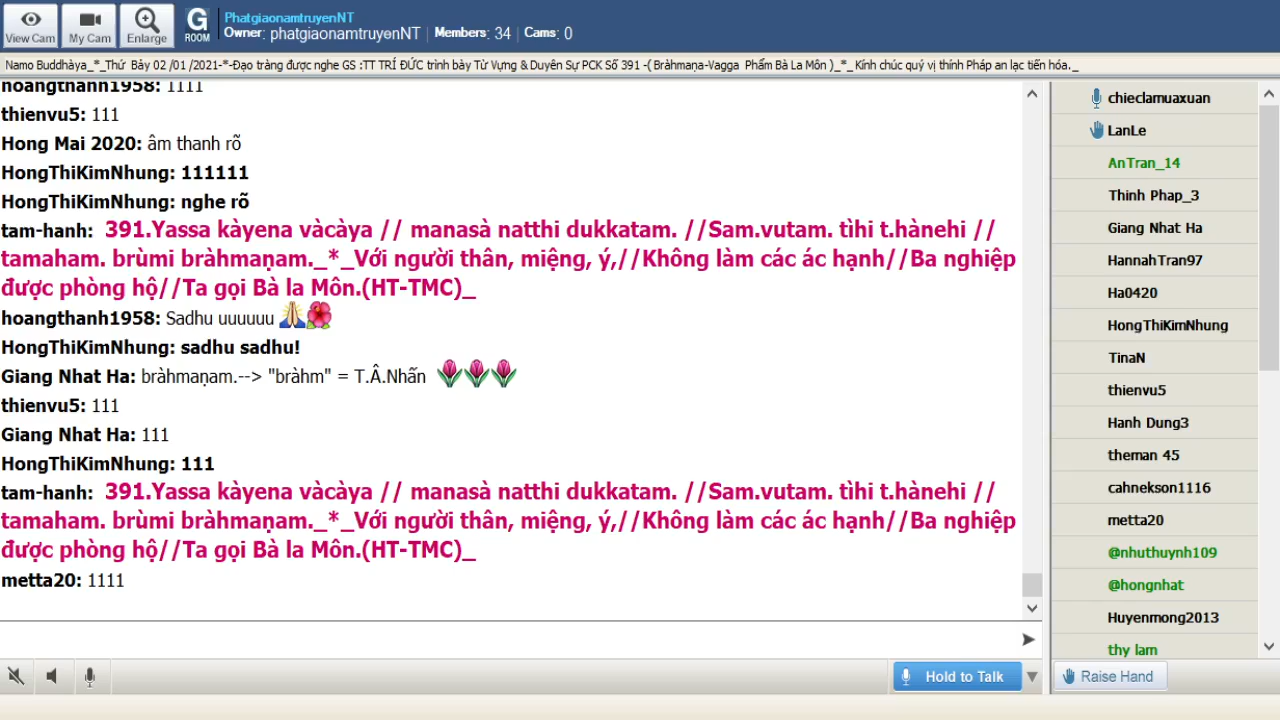 View Cam
My Cam
Enlarge
G
ROOM
PhatgiaonamtruyenNT
Owner: phatgiaonamtruyenNT | Members: 34 | Cams: 0
Namo Buddhàya_*_Thứ Bảy 02 /01 /2021-*-Đạo tràng được nghe GS :TT TRÍ ĐỨC trình bày Từ Vựng & Duyên Sự PCK Số 391 -( Bràhmaṇa-Vagga Phẩm Bà La Môn )_*_ Kính chúc quý vị thính Pháp an lạc tiến hóa._
hoangthanh1958: 1111
thienvu5: 111
Hong Mai 2020: âm thanh rõ
HongThiKimNhung: 111111
HongThiKimNhung: nghe rõ
tam-hanh: 391.Yassa kàyena vàcàya // manasà natthi dukkatam. //Sam.vutam. tìhi t.hànehi //
tamaham. brùmi bràhmaṇam._*_Với người thân, miệng, ý,//Không làm các ác hạnh//Ba nghiệp
được phòng hộ//Ta gọi Bà la Môn.(HT-TMC)_
hoangthanh1958: Sadhu uuuuuu 🙏🌺
HongThiKimNhung: sadhu sadhu!
Giang Nhat Ha: bràhmaṇam.--> "bràhm" = T.Â.Nhấn 🌷🌷🌷
thienvu5: 111
Giang Nhat Ha: 111
HongThiKimNhung: 111
tam-hanh: 391.Yassa kàyena vàcàya // manasà natthi dukkatam. //Sam.vutam. tìhi t.hànehi //
tamaham. brùmi bràhmaṇam._*_Với người thân, miệng, ý,//Không làm các ác hạnh//Ba nghiệp
được phòng hộ//Ta gọi Bà la Môn.(HT-TMC)_
metta20: 1111
Hold to Talk
chieclamuaxuan
LanLe
AnTran_14
Thinh Phap_3
Giang Nhat Ha
HannahTran97
Ha0420
HongThiKimNhung
TinaN
thienvu5
Hanh Dung3
theman 45
cahnekson1116
metta20
@nhuthuynh109
@hongnhat
Huyenmong2013
thy lam
Raise Hand